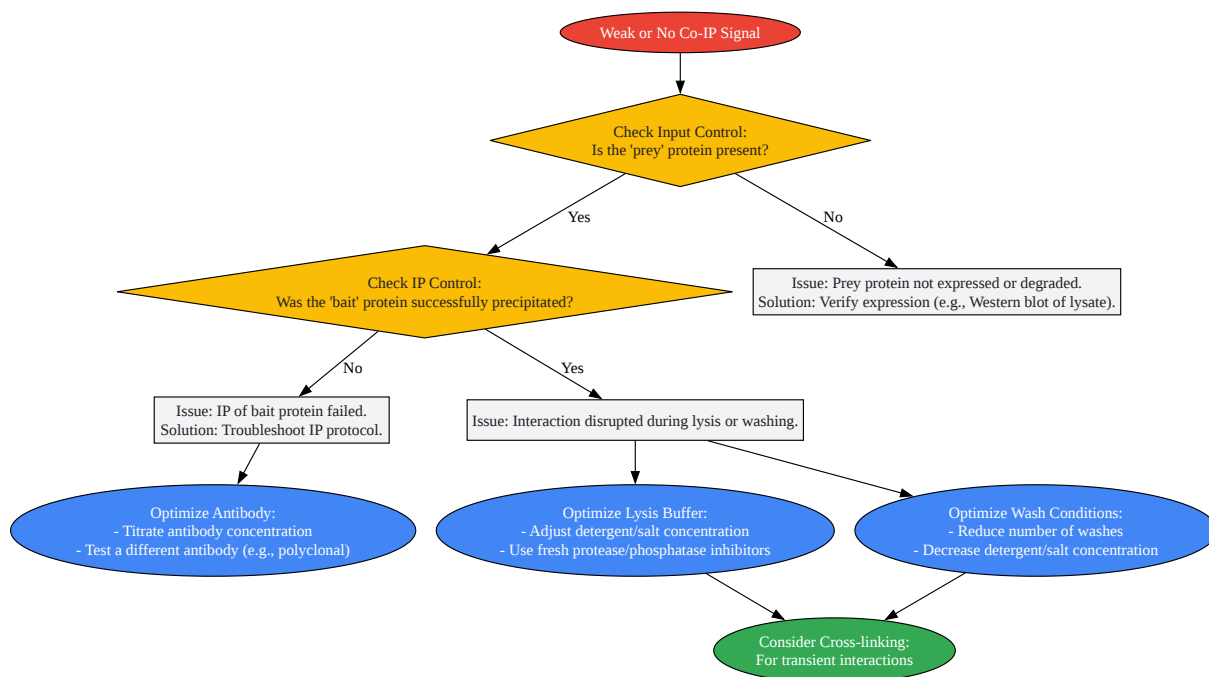 Weak or No Co-IP Signal
Check Input Control:
Is the 'prey' protein present?
Yes
No
Check IP Control:
Was the 'bait' protein successfully precipitated?
Issue: Prey protein not expressed or degraded.
Solution: Verify expression (e.g., Western blot of lysate).
No
Yes
Issue: IP of bait protein failed.
Solution: Troubleshoot IP protocol.
Issue: Interaction disrupted during lysis or washing.
Optimize Antibody:
- Titrate antibody concentration
- Test a different antibody (e.g., polyclonal)
Optimize Lysis Buffer:
- Adjust detergent/salt concentration
- Use fresh protease/phosphatase inhibitors
Optimize Wash Conditions:
- Reduce number of washes
- Decrease detergent/salt concentration
Consider Cross-linking:
For transient interactions